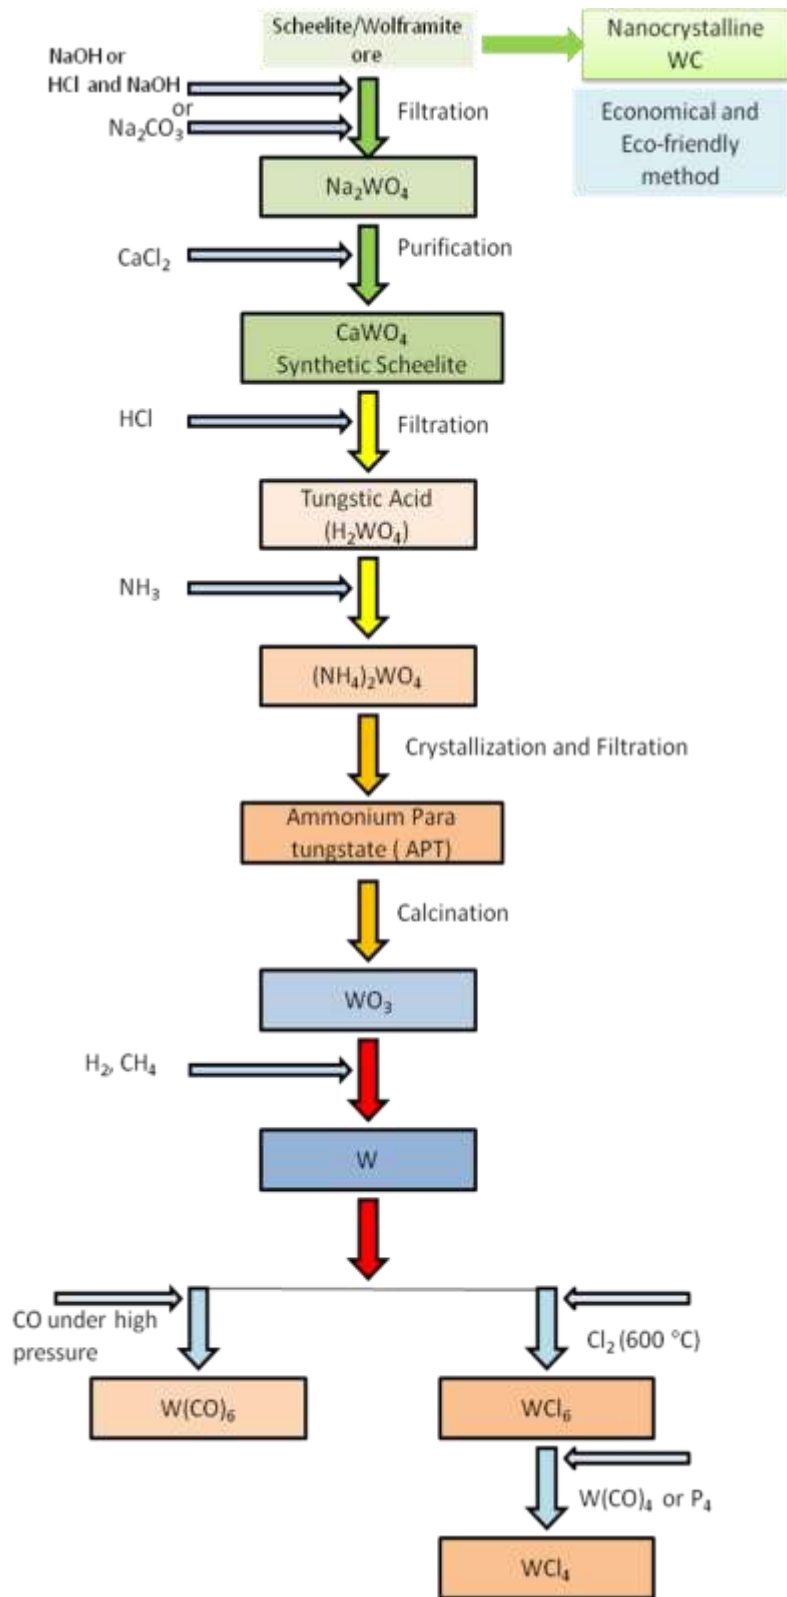 Scheelite/Wolframite
ore
Nanocrystalline
WC
Economical and
Eco-friendly
method
NaOH or
HCl and NaOH
or
Na₂CO₃
Filtration
Na₂WO₄
CaCl₂
Purification
CaWO₄
Synthetic Scheelite
HCl
Filtration
Tungstic Acid
(H₂WO₄)
NH₃
(NH₄)₂WO₄
Crystallization and Filtration
Ammonium Para
tungstate ( APT)
Calcination
WO₃
H₂, CH₄
W
CO under high
pressure
Cl₂ (600 °C)
W(CO)₆
WCl₆
W(CO)₄ or P₄
WCl₄